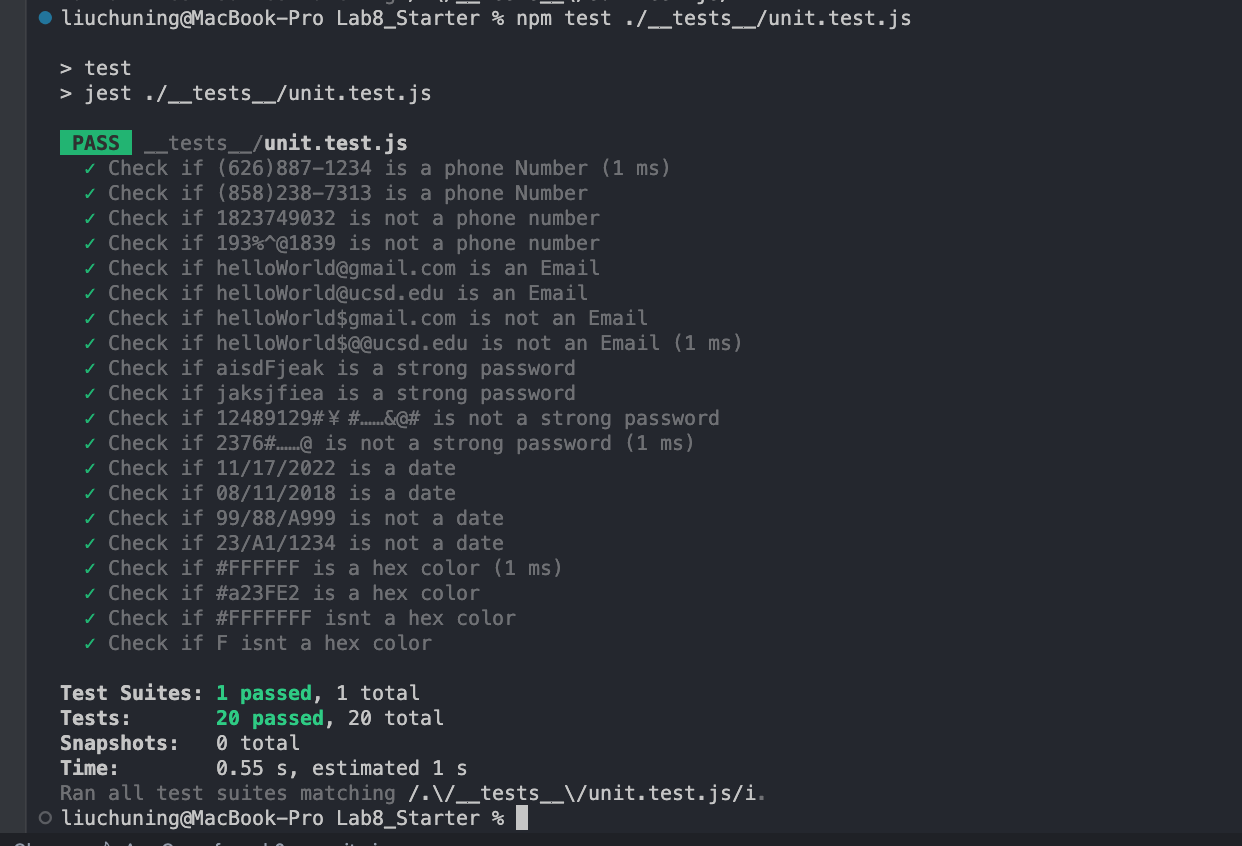 liuchuning@MacBook-Pro Lab8_Starter % npm test ./__tests__/unit.test.js
> test
> jest ./__tests__/unit.test.js
PASS __tests__/unit.test.js
✓ Check if (626)887-1234 is a phone Number (1 ms)
✓ Check if (858)238-7313 is a phone Number
✓ Check if 1823749032 is not a phone number
✓ Check if 193%^@1839 is not a phone number
✓ Check if helloWorld@gmail.com is an Email
✓ Check if helloWorld@ucsd.edu is an Email
✓ Check if helloWorld$gmail.com is not an Email
✓ Check if helloWorld$@@ucsd.edu is not an Email (1 ms)
✓ Check if aisdFjeak is a strong password
✓ Check if jaksjfiea is a strong password
✓ Check if 12489129#¥#……&@# is not a strong password
✓ Check if 2376#……@ is not a strong password (1 ms)
✓ Check if 11/17/2022 is a date
✓ Check if 08/11/2018 is a date
✓ Check if 99/88/A999 is not a date
✓ Check if 23/A1/1234 is not a date
✓ Check if #FFFFFF is a hex color (1 ms)
✓ Check if #a23FE2 is a hex color
✓ Check if #FFFFFFF isnt a hex color
✓ Check if F isnt a hex color
Test Suites: 1 passed, 1 total
Tests: 20 passed, 20 total
Snapshots: 0 total
Time: 0.55 s, estimated 1 s
Ran all test suites matching /.\/__tests__\/unit.test.js/i.
liuchuning@MacBook-Pro Lab8_Starter %